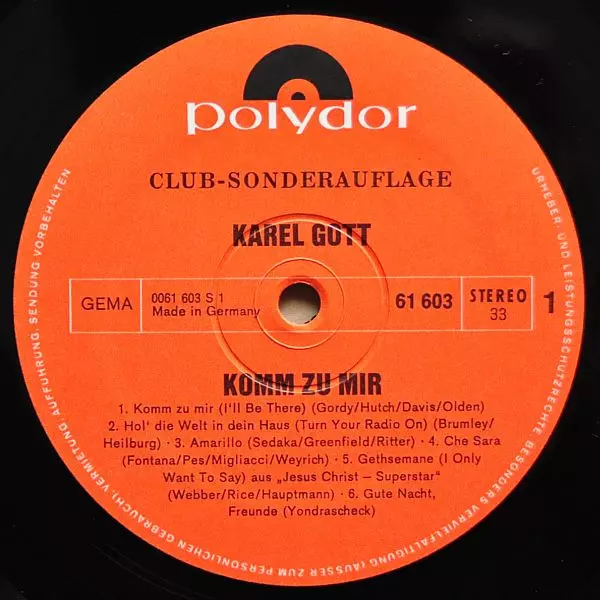 polydor
CLUB-SONDERAUFLAGE
KAREL GOTT
GEMA
0061 603 S 1
Made in Germany
61 603
STEREO
33
1
KOMM ZU MIR
1. Komm zu mir (I'll Be There) (Gordy/Hutch/Davis/Olden)
2. Hol' die Welt in dein Haus (Turn Your Radio On) (Brumley/
Heilburg) · 3. Amarillo (Sedaka/Greenfield/Ritter) · 4. Che Sara
(Fontana/Pes/Migliacci/Weyrich) · 5. Gethsemane (I Only
Want To Say) aus „Jesus Christ – Superstar“
(Webber/Rice/Hauptmann) · 6. Gute Nacht,
Freunde (Yondrascheck)
URHEBER- UND LEISTUNGSSCHUTZRECHTE, BESONDERS VERVIELFÄLTIGUNG (AUSSER ZUM PERSÖNLICHEN GEBRAUCH), VERMIETUNG, AUFFÜHRUNG, SENDUNG VORBEHALTEN